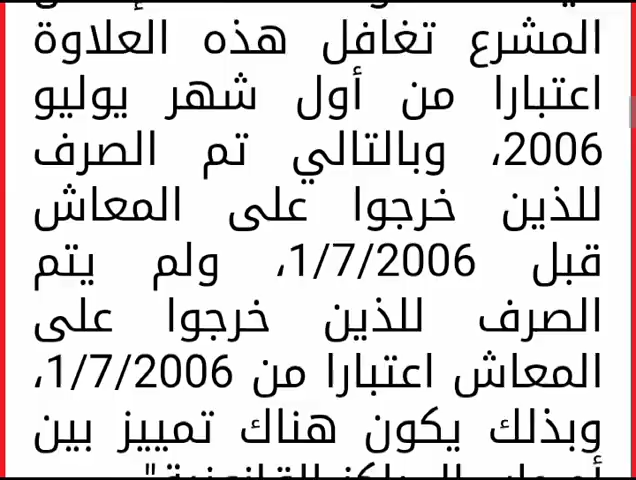 المشرع تغافل هذه العلاوة
اعتبارا من أول شهر يوليو
2006، وبالتالي تم الصرف
للذين خرجوا على المعاش
قبل 1/7/2006، ولم يتم
الصرف للذين خرجوا على
المعاش اعتبارا من 1/7/2006،
وبذلك يكون هناك تمييز بين